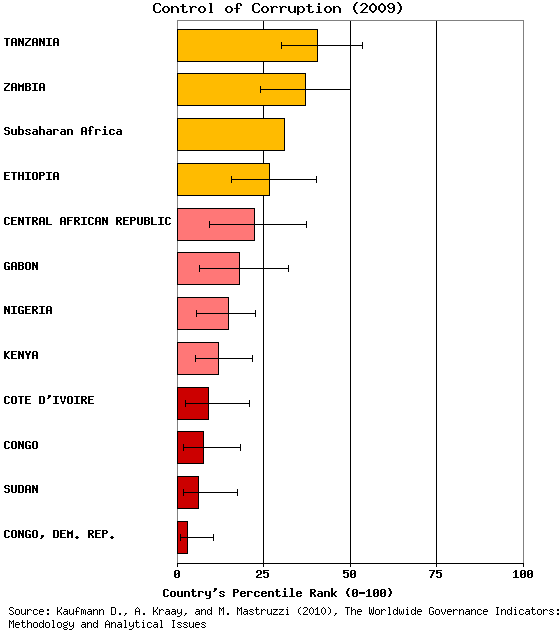 Control of Corruption (2009)
TANZANIA
ZAMBIA
Subsaharan Africa
ETHIOPIA
CENTRAL AFRICAN REPUBLIC
GABON
NIGERIA
KENYA
COTE D'IVOIRE
CONGO
SUDAN
CONGO, DEM. REP.
0 25 50 75 100
Country's Percentile Rank (0-100)
Source: Kaufmann D., A. Kraay, and M. Mastruzzi (2010), The Worldwide Governance Indicators:
Methodology and Analytical Issues